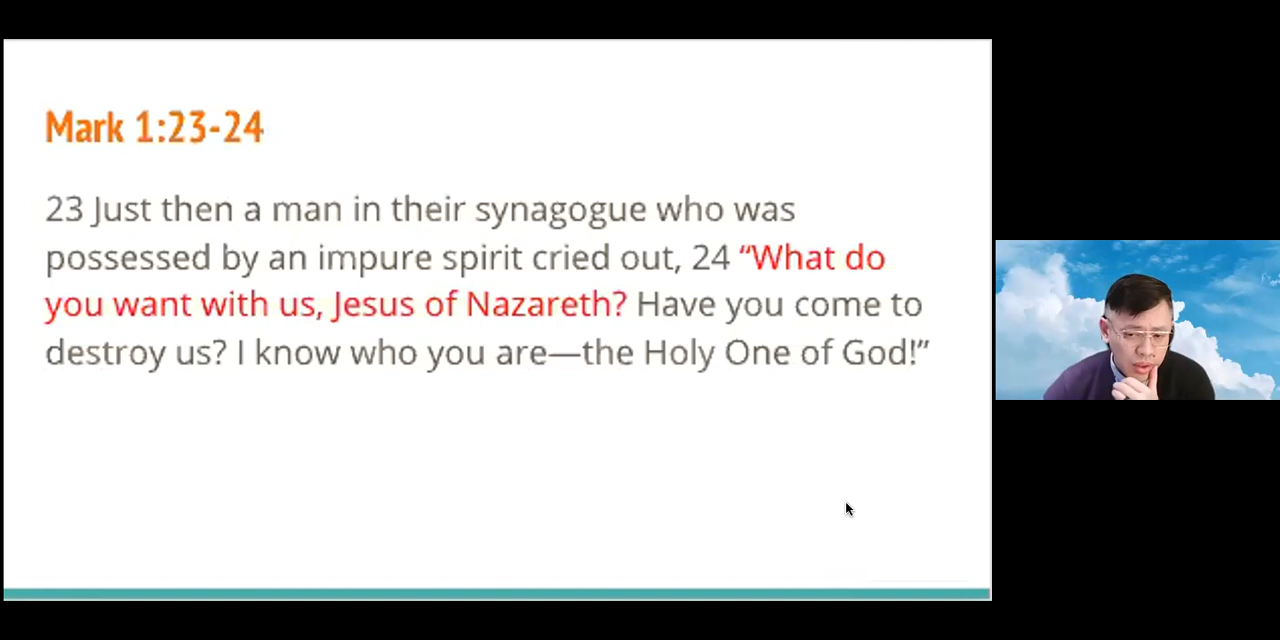 Mark 1:23-24
23 Just then a man in their synagogue who was
possessed by an impure spirit cried out, 24 “What do
you want with us, Jesus of Nazareth? Have you come to
destroy us? I know who you are—the Holy One of God!”